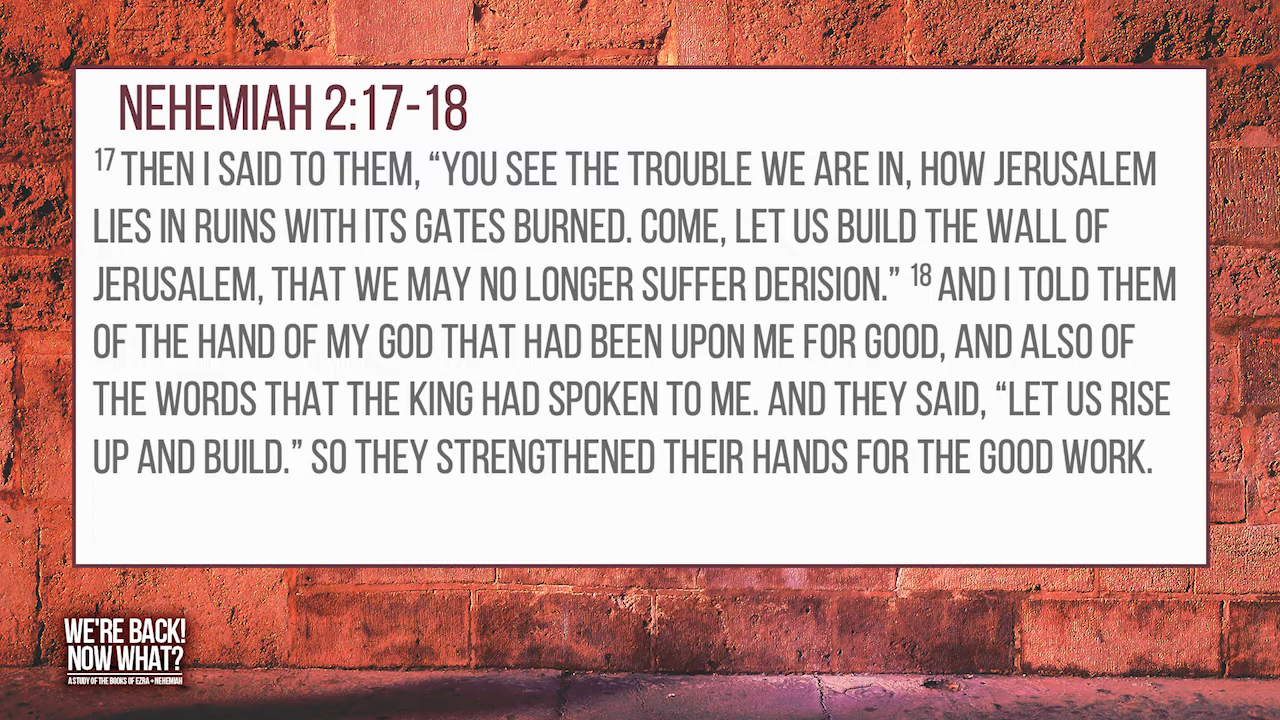 NEHEMIAH 2:17-18
17 THEN I SAID TO THEM, “YOU SEE THE TROUBLE WE ARE IN, HOW JERUSALEM
LIES IN RUINS WITH ITS GATES BURNED. COME, LET US BUILD THE WALL OF
JERUSALEM, THAT WE MAY NO LONGER SUFFER DERISION.” 18 AND I TOLD THEM
OF THE HAND OF MY GOD THAT HAD BEEN UPON ME FOR GOOD, AND ALSO OF
THE WORDS THAT THE KING HAD SPOKEN TO ME. AND THEY SAID, “LET US RISE
UP AND BUILD.” SO THEY STRENGTHENED THEIR HANDS FOR THE GOOD WORK.
WE'RE BACK!
NOW WHAT?
A STUDY OF THE BOOKS OF EZRA + NEHEMIAH